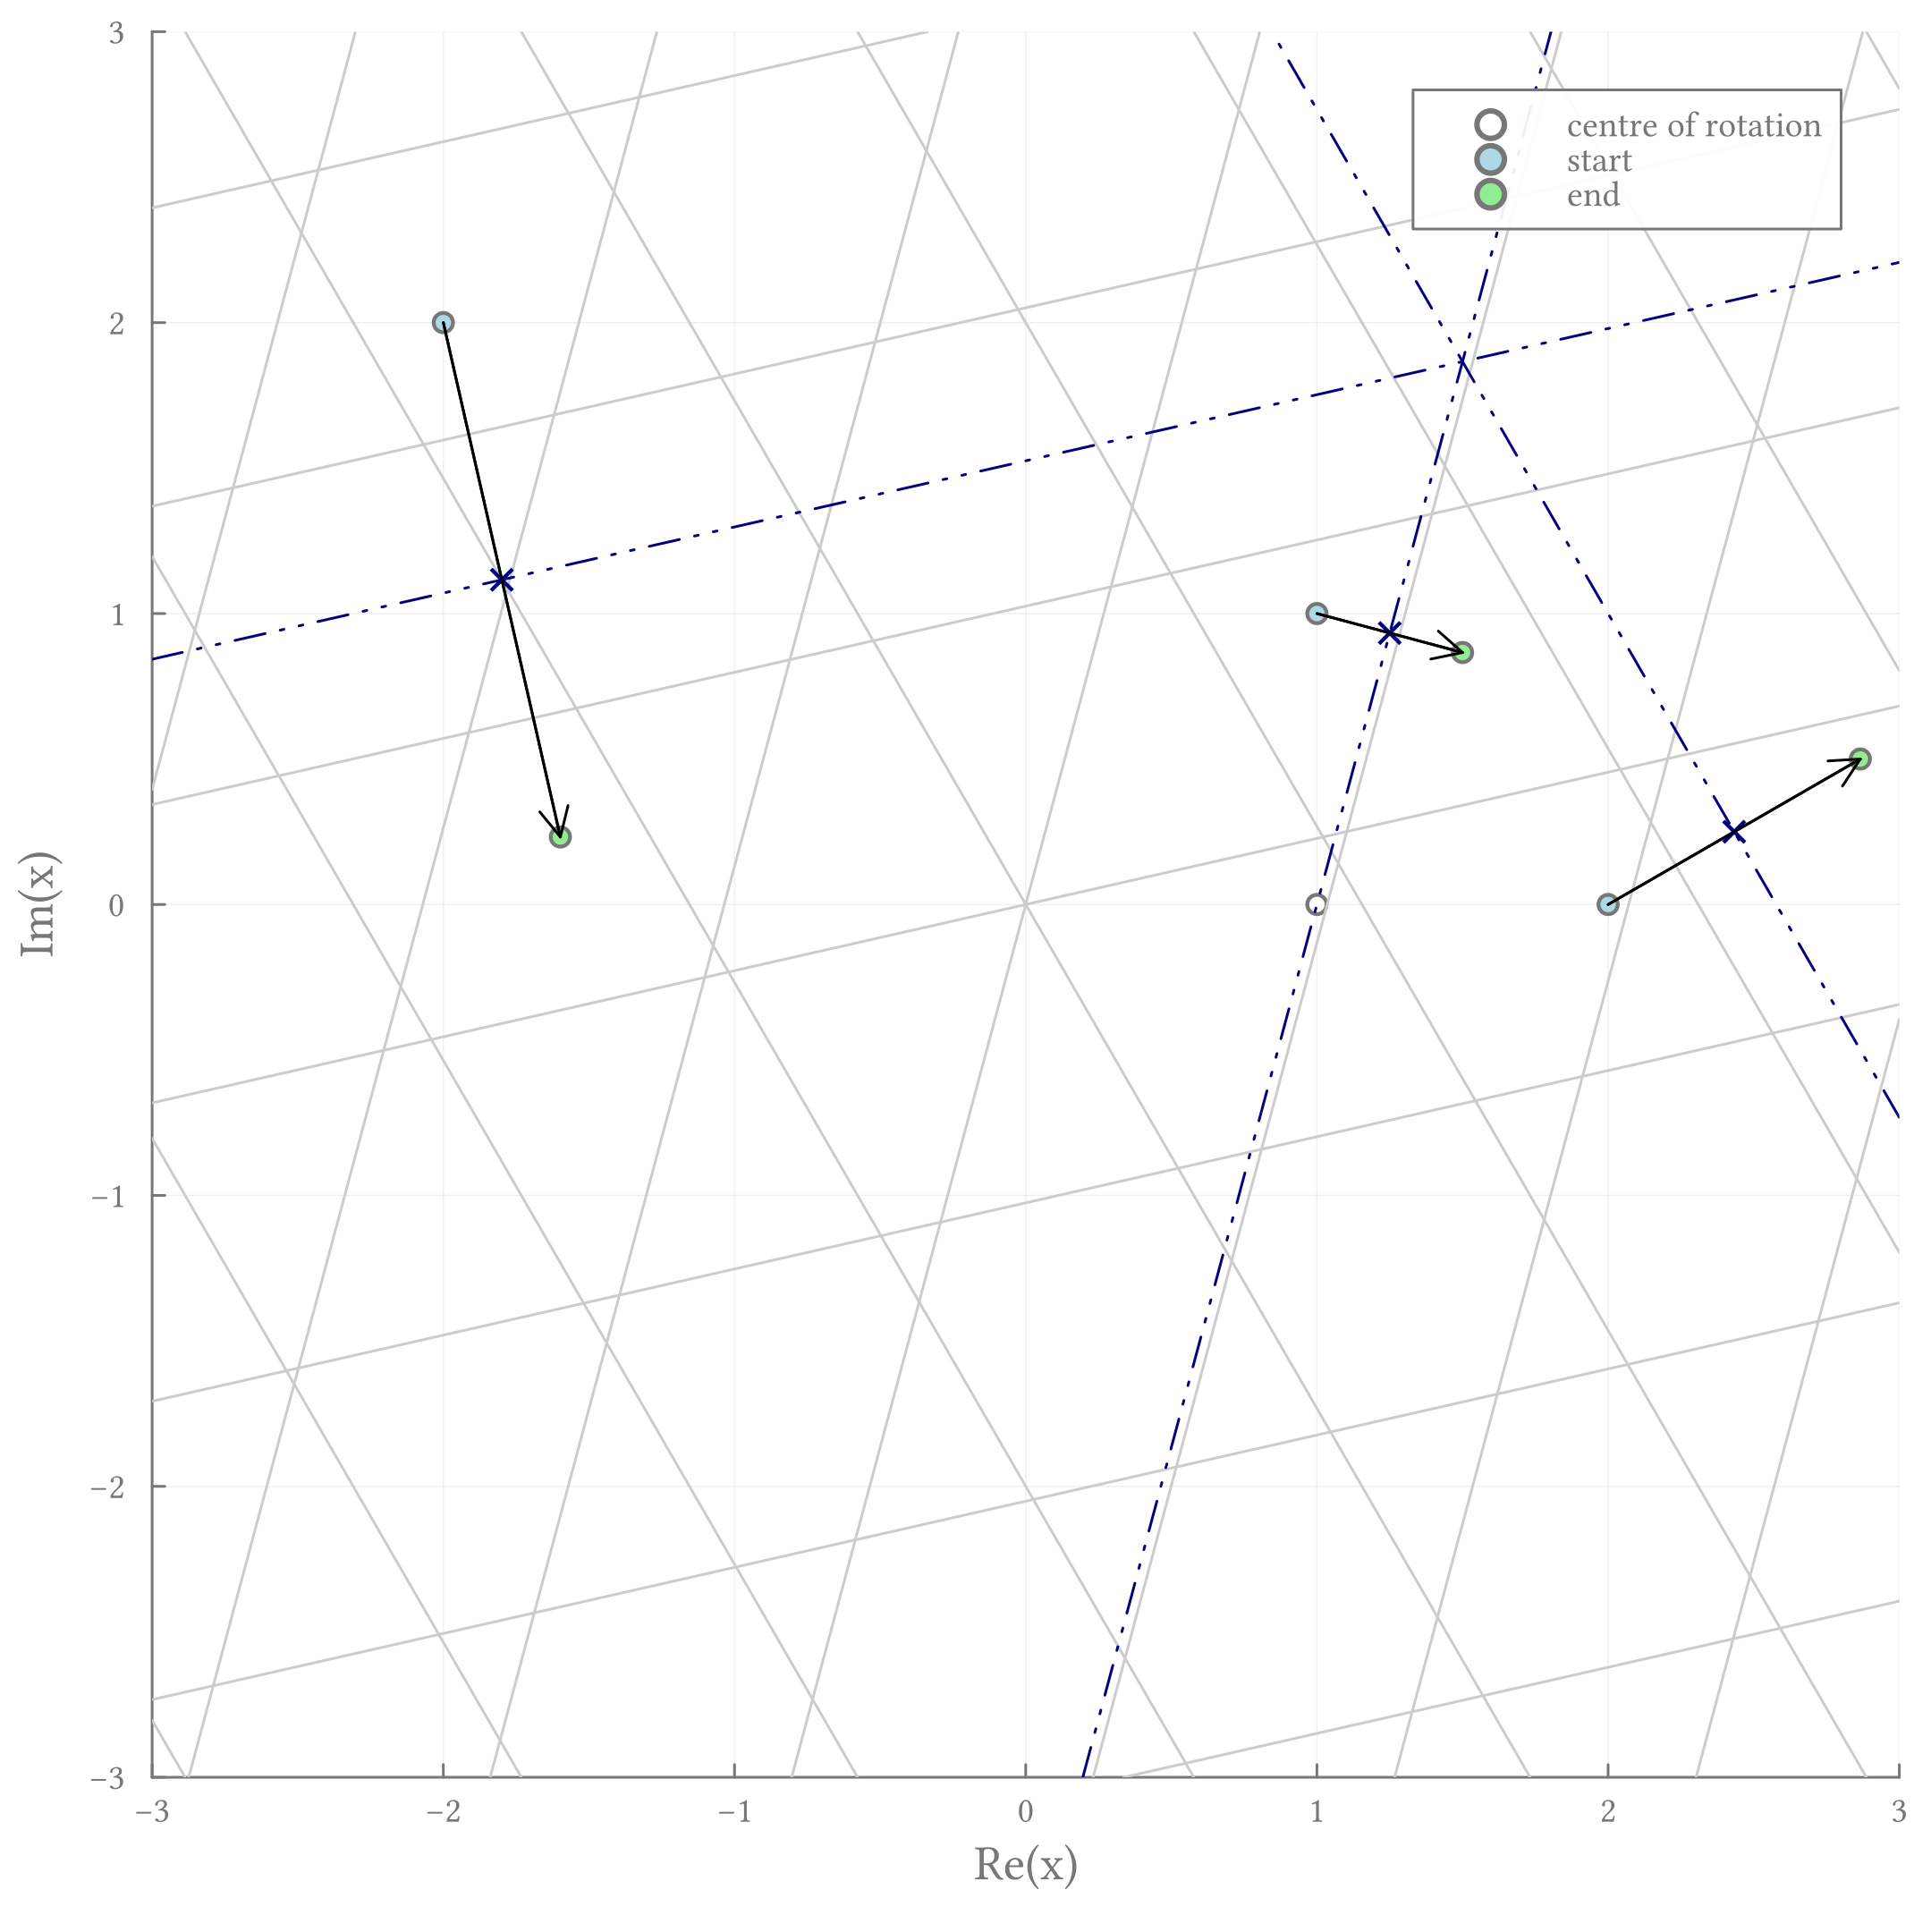 3
centre of rotation
start
end
2
1
Im(x)
0
−1
−2
−3
−3 −2 −1 0 1 2 3
Re(x)